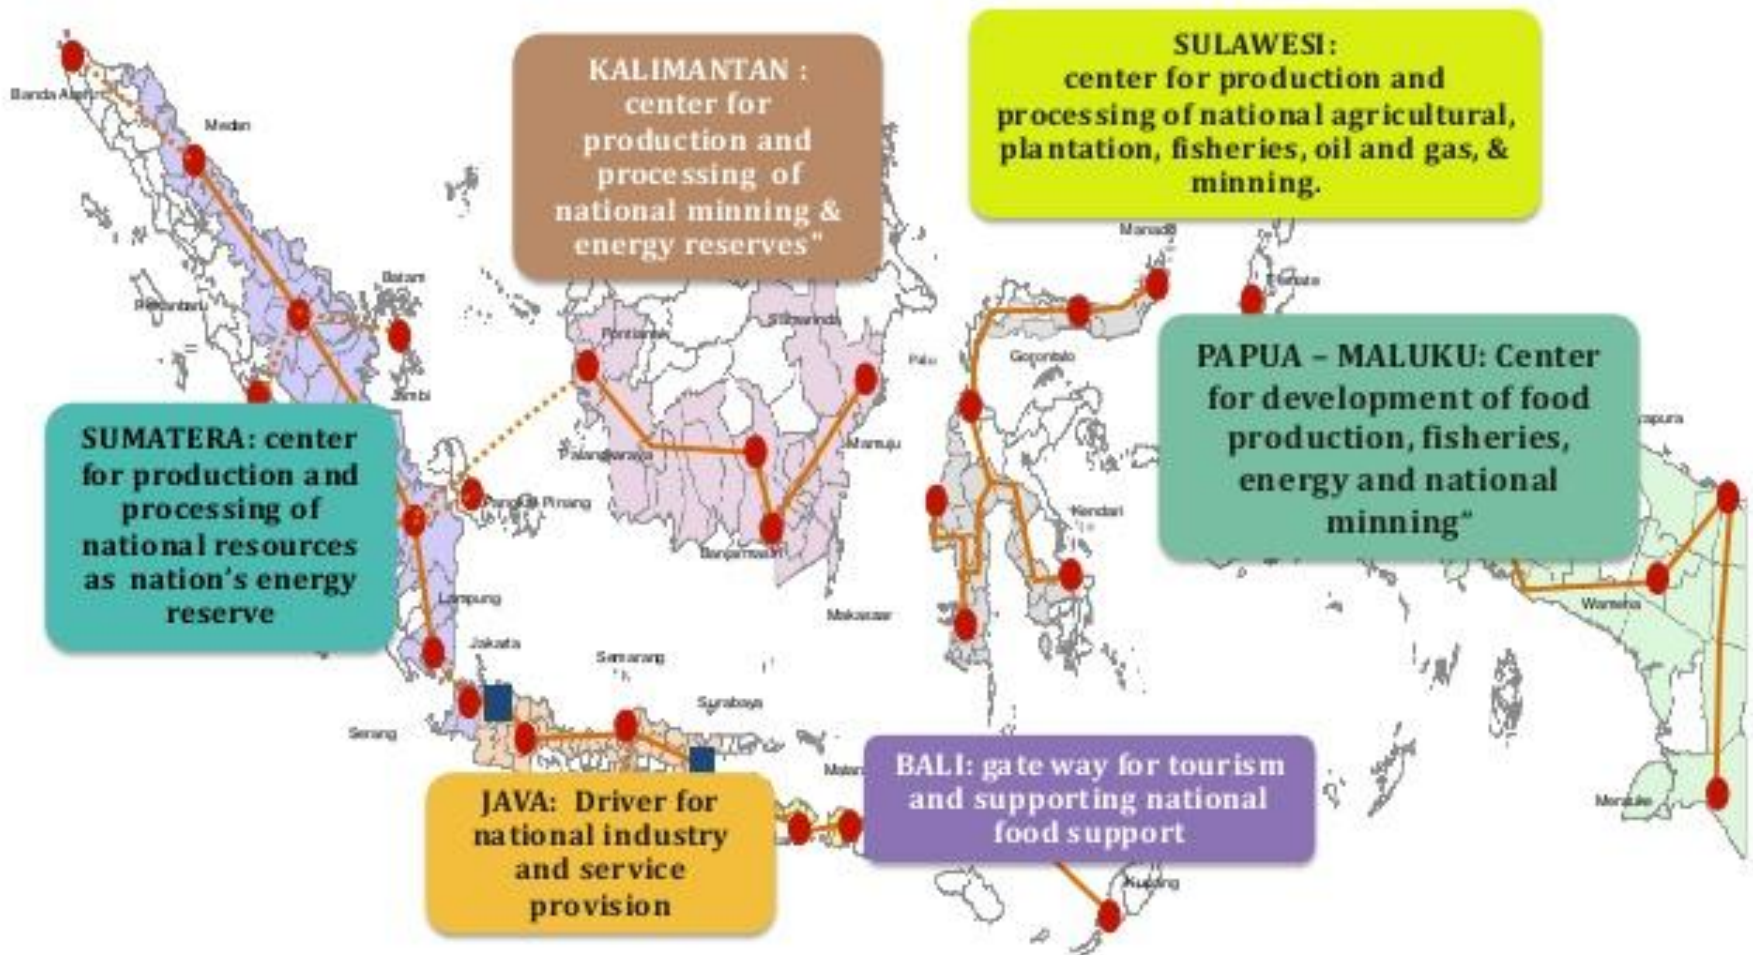 KALIMANTAN :
center for
production and
processing of
national minning &
energy reserves"
SULAWESI:
center for production and
processing of national agricultural,
plantation, fisheries, oil and gas, &
minning.
PAPUA – MALUKU: Center
for development of food
production, fisheries,
energy and national
minning"
SUMATERA: center
for production and
processing of
national resources
as nation's energy
reserve
JAVA: Driver for
national industry
and service
provision
BALI: gate way for tourism
and supporting national
food support
Medan
Batam
Jambi
Pangkal Pinang
Lampung
Jakarta
Serang
Semarang
Surabaya
Pontianak
Samarinda
Palangkaraya
Banjarmasin
Mamuju
Makassar
Palu
Gorontalo
Manado
Kendari
Ternate
Kupang
Wamena
Merauke